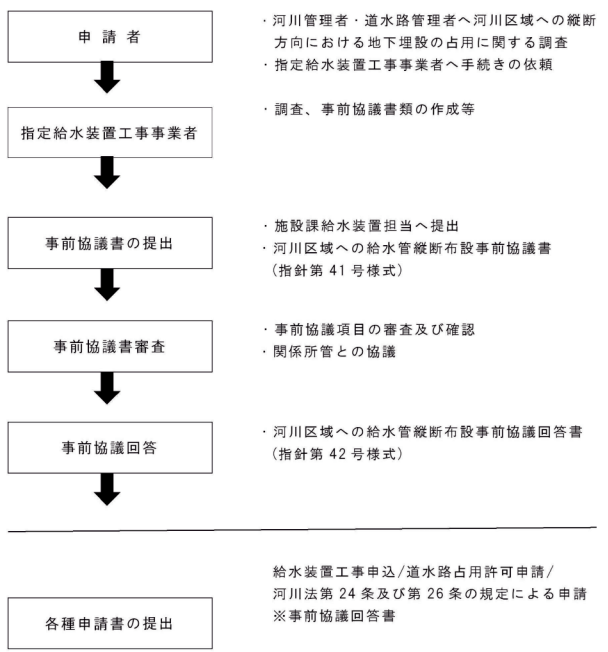 申請者
・河川管理者・道水路管理者へ河川区域への縦断
方向における地下埋設の占用に関する調査
・指定給水装置工事事業者へ手続きの依頼
指定給水装置工事事業者
・調査、事前協議書類の作成等
事前協議書の提出
・施設課給水装置担当へ提出
・河川区域への給水管縦断布設事前協議書
(指針第41号様式)
事前協議書審査
・事前協議項目の審査及び確認
・関係所管との協議
事前協議回答
・河川区域への給水管縦断布設事前協議回答書
(指針第42号様式)
各種申請書の提出
給水装置工事申込/道水路占用許可申請/
河川法第24条及び第26条の規定による申請
※事前協議回答書